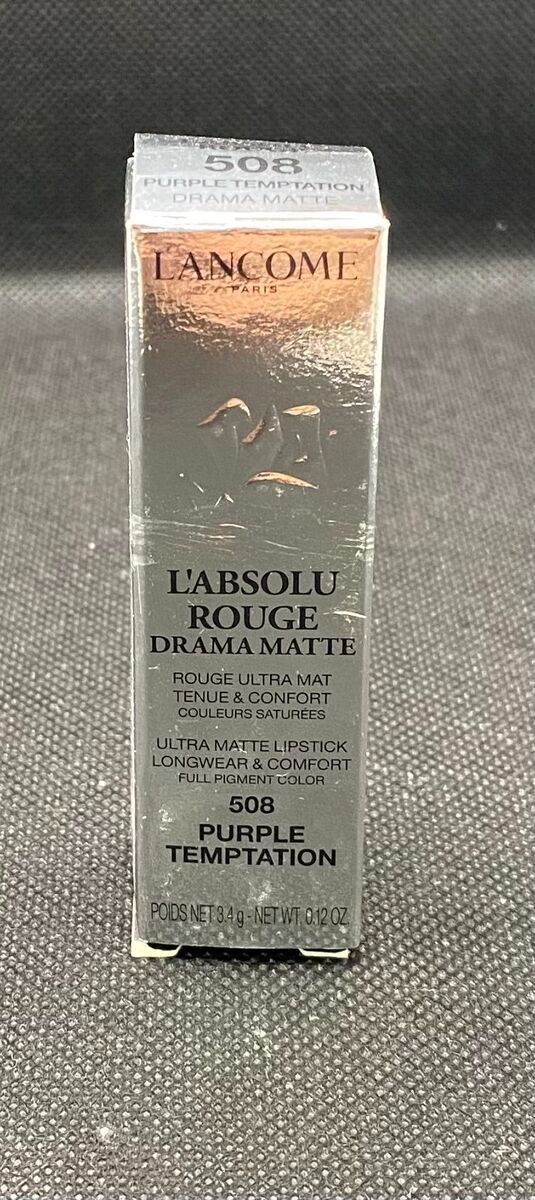 508
PURPLE TEMPTATION
DRAMA MATTE
LANCÔME
PARIS
L'ABSOLU
ROUGE
DRAMA MATTE
ROUGE ULTRA MAT
TENUE & CONFORT
COULEURS SATURÉES
ULTRA MATTE LIPSTICK
LONGWEAR & COMFORT
FULL PIGMENT COLOR
508
PURPLE
TEMPTATION
POIDS NET 3.4 g - NET WT. 0.12 OZ.